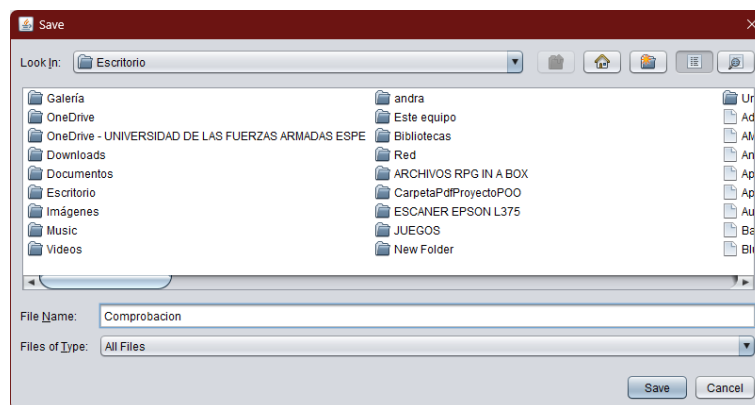 Save
Look In: Escritorio
Galería
OneDrive
OneDrive - UNIVERSIDAD DE LAS FUERZAS ARMADAS ESPE
Downloads
Documentos
Escritorio
Imágenes
Music
Videos
andra
Este equipo
Bibliotecas
Red
ARCHIVOS RPG IN A BOX
CarpetaPdfProyectoPOO
ESCANER EPSON L375
JUEGOS
New Folder
File Name: Comprobacion
Files of Type: All Files
Save Cancel